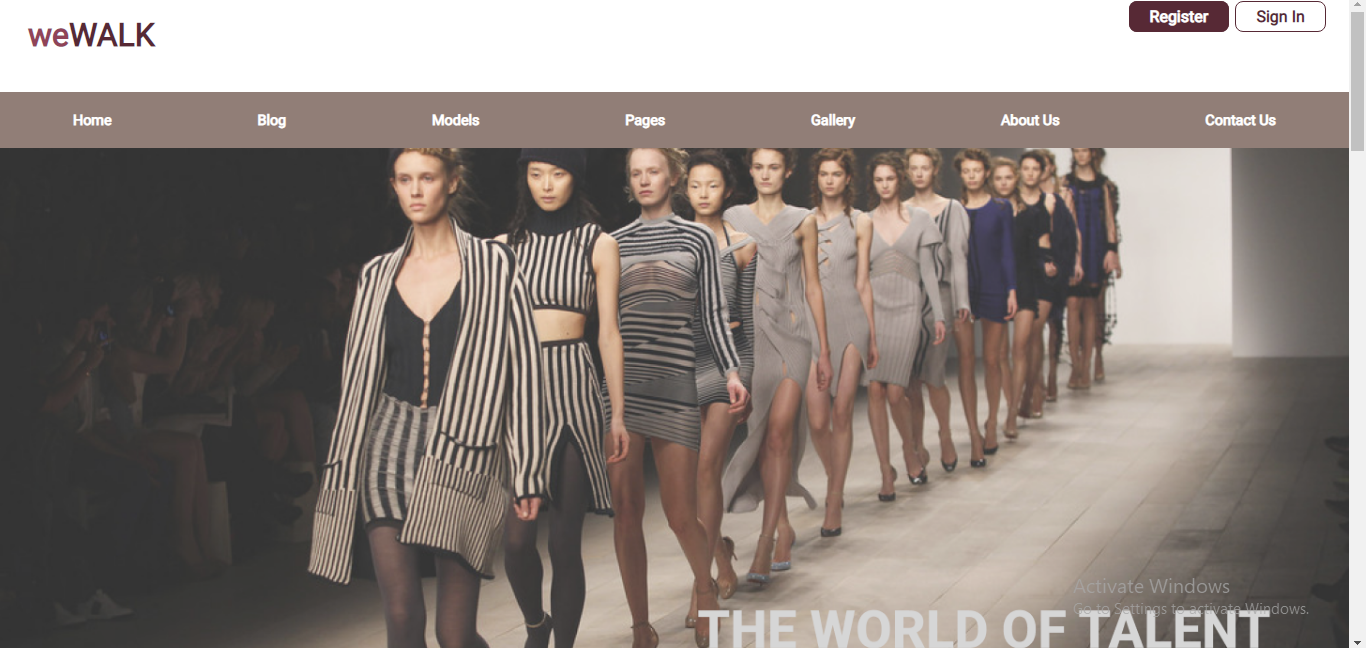 weWALK
Register
Sign In
Home
Blog
Models
Pages
Gallery
About Us
Contact Us
Activate Windows
Go to Settings to activate Windows.
THE WORLD OF TALENT